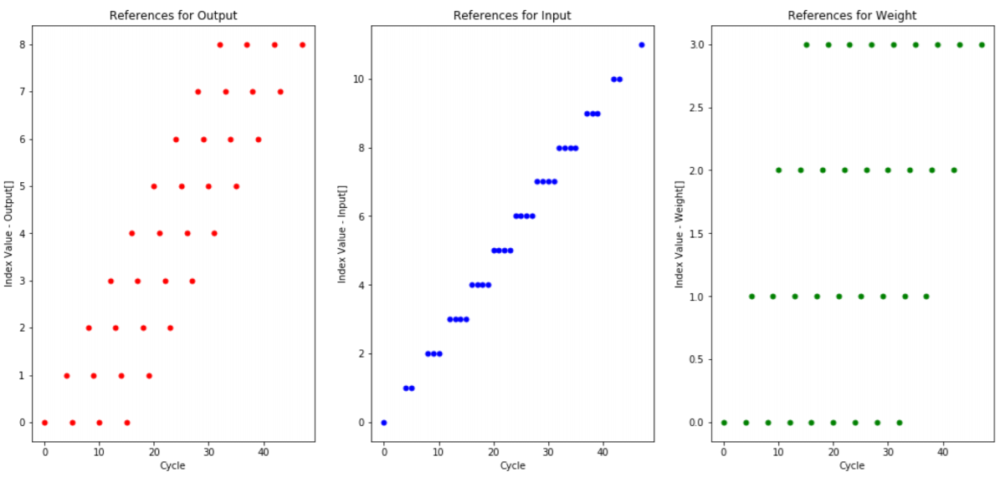 References for Output
8
7
6
5
4
3
2
1
0
Index Value - Output[]
0 10 20 30 40
Cycle
References for Input
10
8
6
4
2
0
Index Value - Input[]
0 10 20 30 40
Cycle
References for Weight
3.0
2.5
2.0
1.5
1.0
0.5
0.0
Index Value - Weight[]
0 10 20 30 40
Cycle